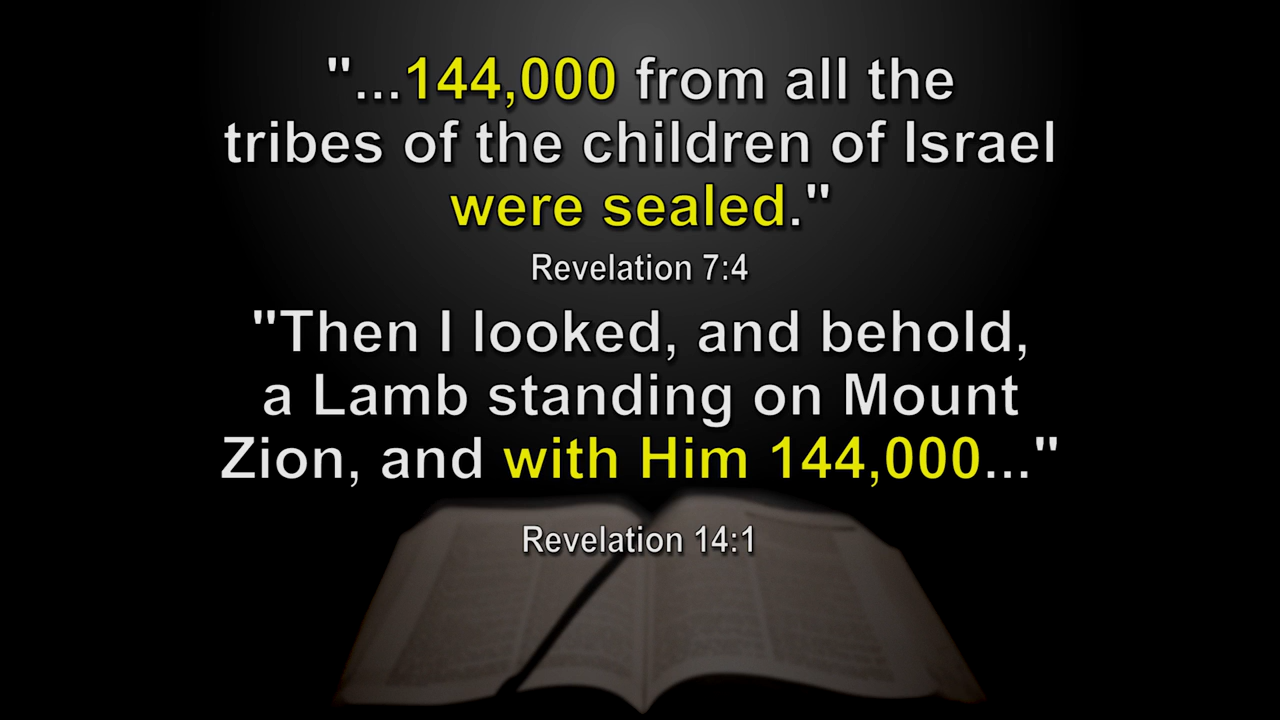 "...144,000 from all the
tribes of the children of Israel
were sealed."
Revelation 7:4
"Then I looked, and behold,
a Lamb standing on Mount
Zion, and with Him 144,000..."
Revelation 14:1